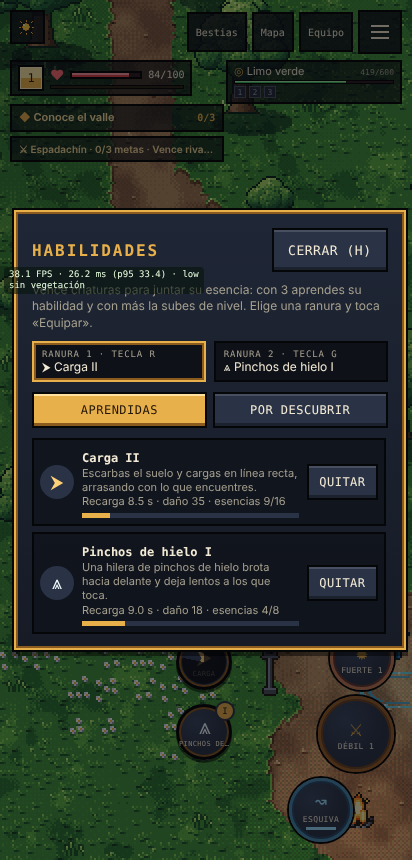 Bestias
Mapa
Equipo
1
84/100
Limo verde
419/600
1 2 3
Conoce el valle
0/3
Espadachín · 0/3 metas · Vence riva…
HABILIDADES
CERRAR (H)
38.1 FPS · 26.2 ms (p95 33.4) · low
sin vegetación
Vence criaturas para juntar su esencia: con 3 aprendes su
habilidad y con más la subes de nivel. Elige una ranura y toca
«Equipar».
RANURA 1 · TECLA R
Carga II
RANURA 2 · TECLA G
Pinchos de hielo I
APRENDIDAS
POR DESCUBRIR
Carga II
Escarbas el suelo y cargas en línea recta,
arrasando con lo que encuentres.
Recarga 8.5 s · daño 35 · esencias 9/16
QUITAR
Pinchos de hielo I
Una hilera de pinchos de hielo brota
hacia delante y deja lentos a los que
toca.
Recarga 9.0 s · daño 18 · esencias 4/8
QUITAR
CARGA
FUERTE 1
I
PINCHOS DE…
DÉBIL 1
ESQUIVA